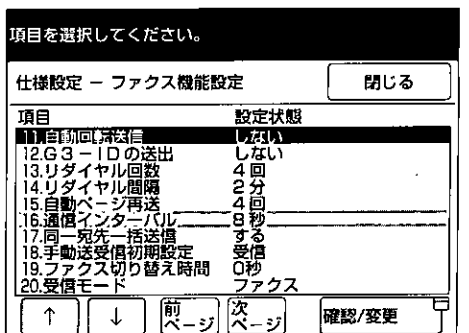 項目を選択してください。
仕様設定 － ファクス機能設定 閉じる
項目 設定状態
11.自動回転送信 しない
12.G3－IDの送出 しない
13.リダイヤル回数 4回
14.リダイヤル間隔 2分
15.自動ページ再送 4回
16.通信インターバル 8秒
17.同一宛先一括送信 する
18.手動送受信初期設定 受信
19.ファクス切り替え時間 0秒
20.受信モード ファクス
↑ ↓ 前ページ 次ページ 確認/変更